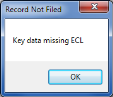 Record Not Filed
Key data missing ECL
OK